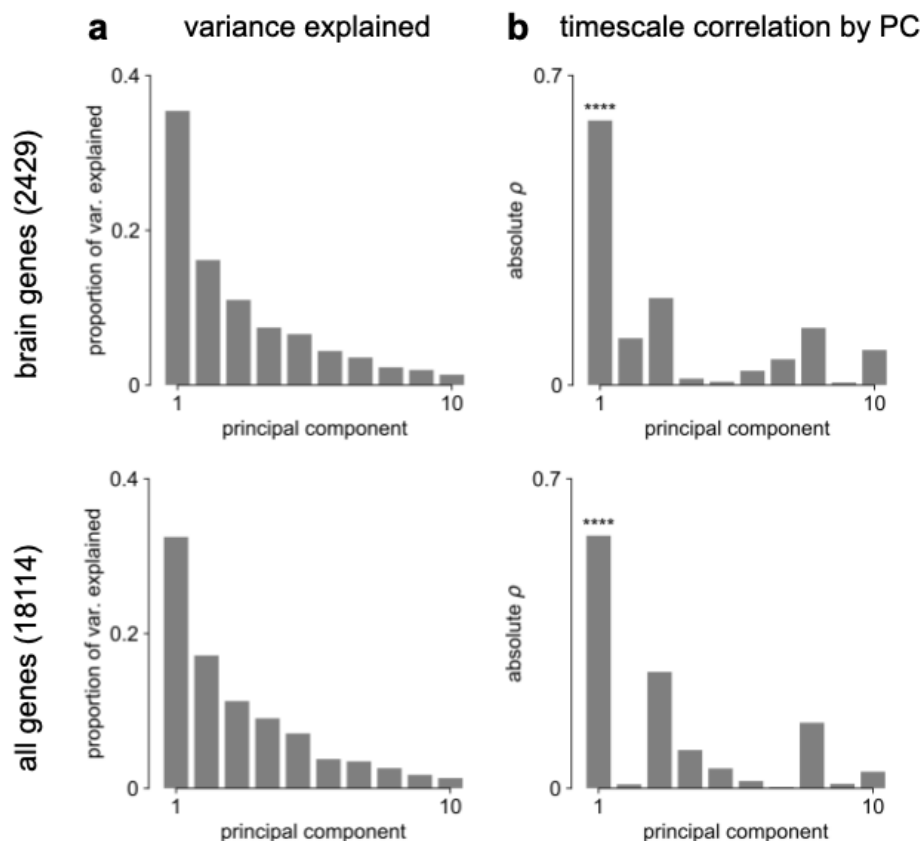 a variance explained
b timescale correlation by PC
brain genes (2429)
proportion of var. explained
0.4
0.2
0
1
10
principal component
absolute ρ
0.7
****
0
1
10
principal component
all genes (18114)
proportion of var. explained
0.4
0.2
0
1
10
principal component
absolute ρ
0.7
****
0
1
10
principal component